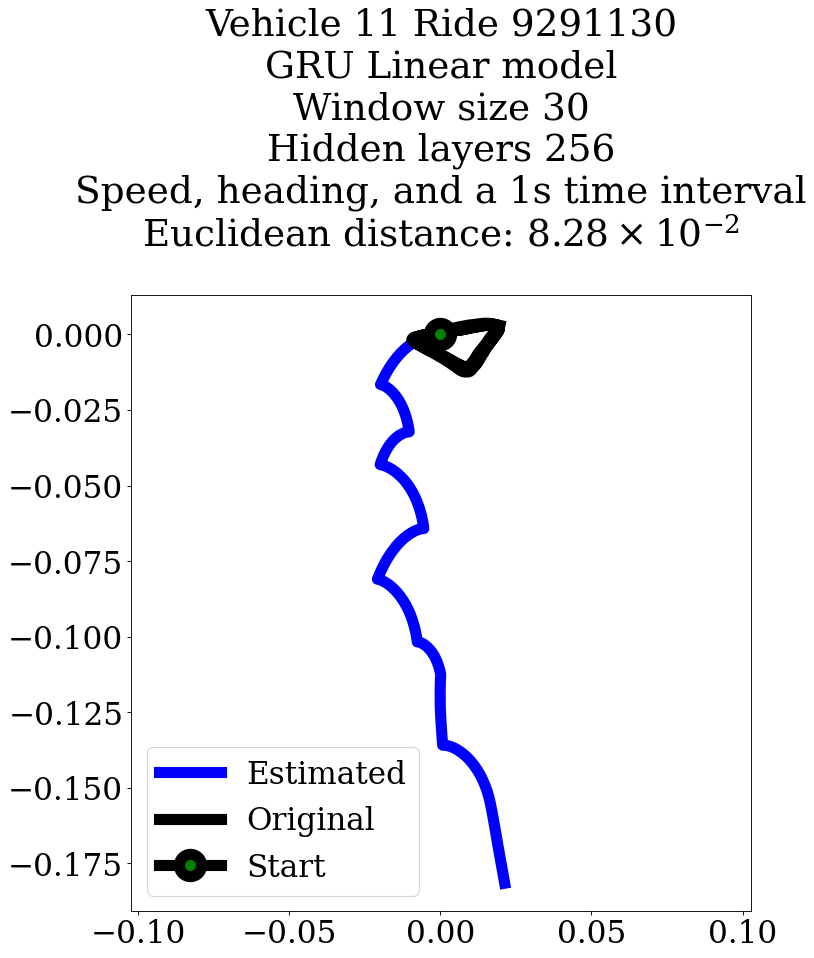 Vehicle 11 Ride 9291130
GRU Linear model
Window size 30
Hidden layers 256
Speed, heading, and a 1s time interval
Euclidean distance: 8.28 × 10⁻²
0.000
−0.025
−0.050
−0.075
−0.100
−0.125
−0.150
−0.175
Estimated
Original
Start
−0.10 −0.05 0.00 0.05 0.10